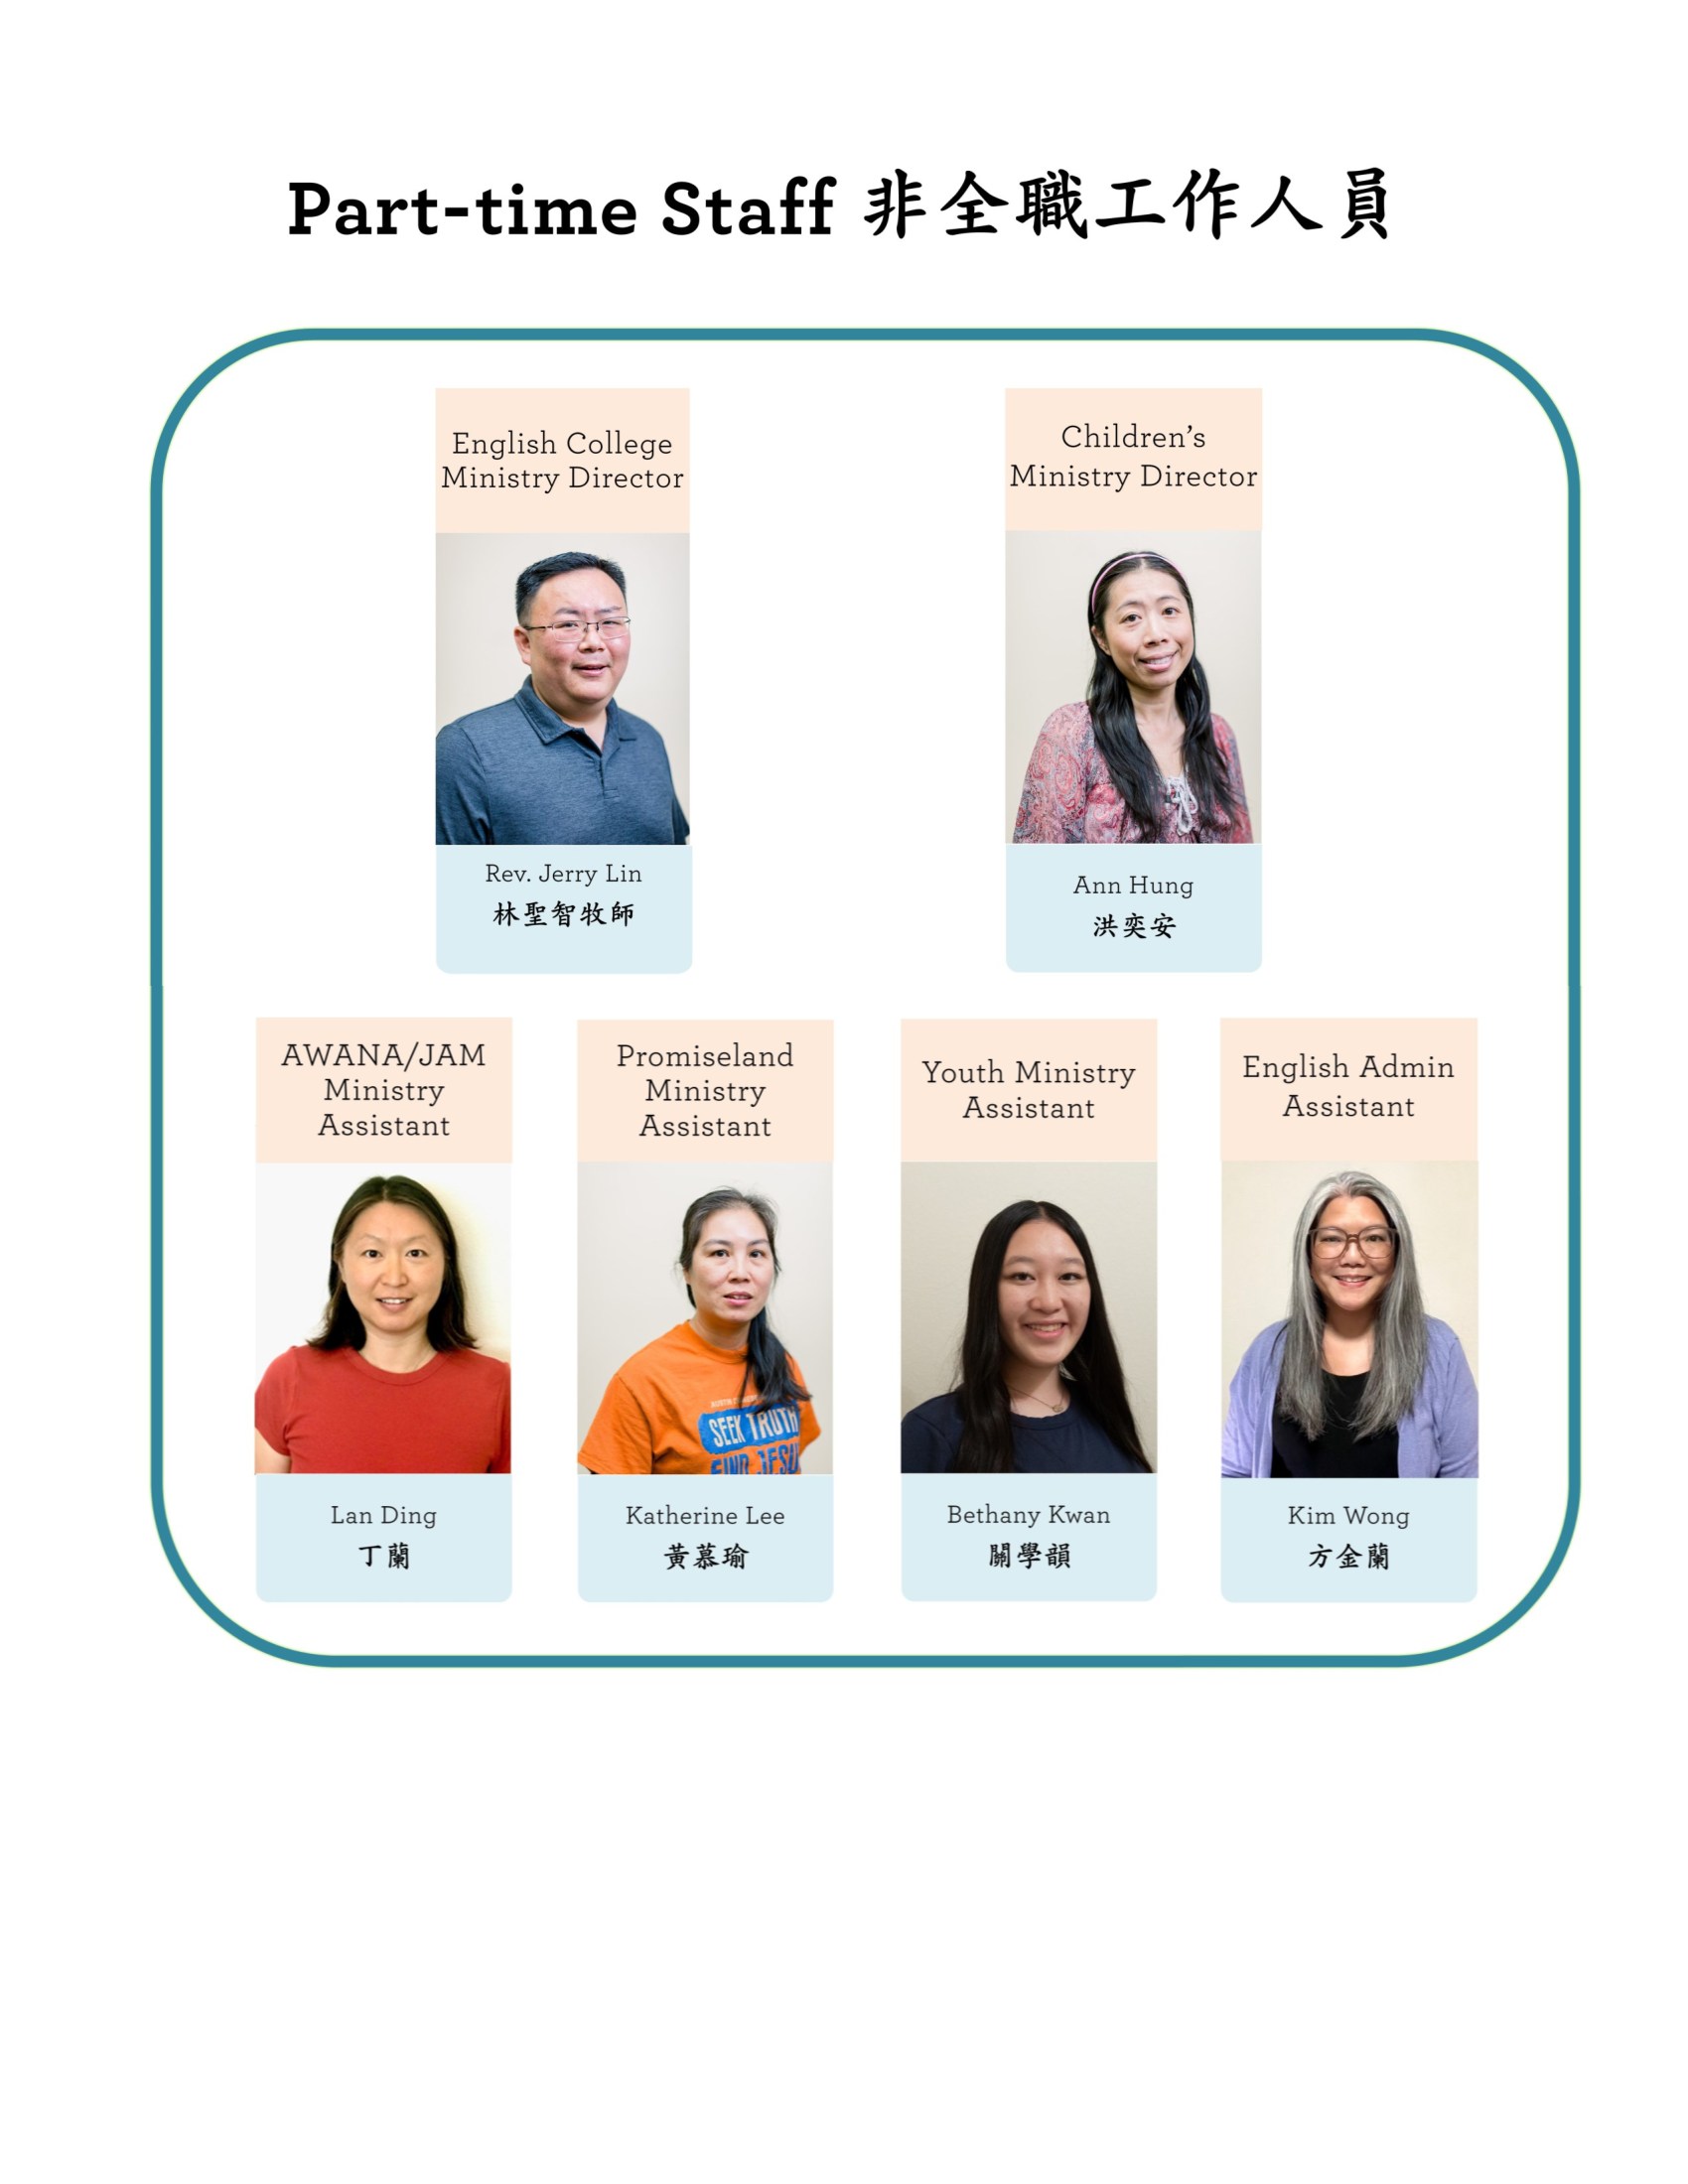 Part-time Staff 非全職工作人員
English College
Ministry Director
Rev. Jerry Lin
林聖智牧師
Children's
Ministry Director
Ann Hung
洪奕安
AWANA/JAM
Ministry
Assistant
Lan Ding
丁蘭
Promiseland
Ministry
Assistant
SEEK TRUTH
FIND JESU
Katherine Lee
黃慕瑜
Youth Ministry
Assistant
Bethany Kwan
關學韻
English Admin
Assistant
Kim Wong
方金蘭